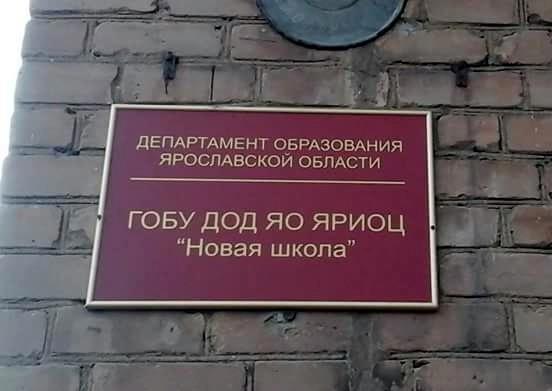 ДЕПАРТАМЕНТ ОБРАЗОВАНИЯ
ЯРОСЛАВСКОЙ ОБЛАСТИ
ГОБУ ДОД ЯО ЯРИОЦ
“Новая школа”